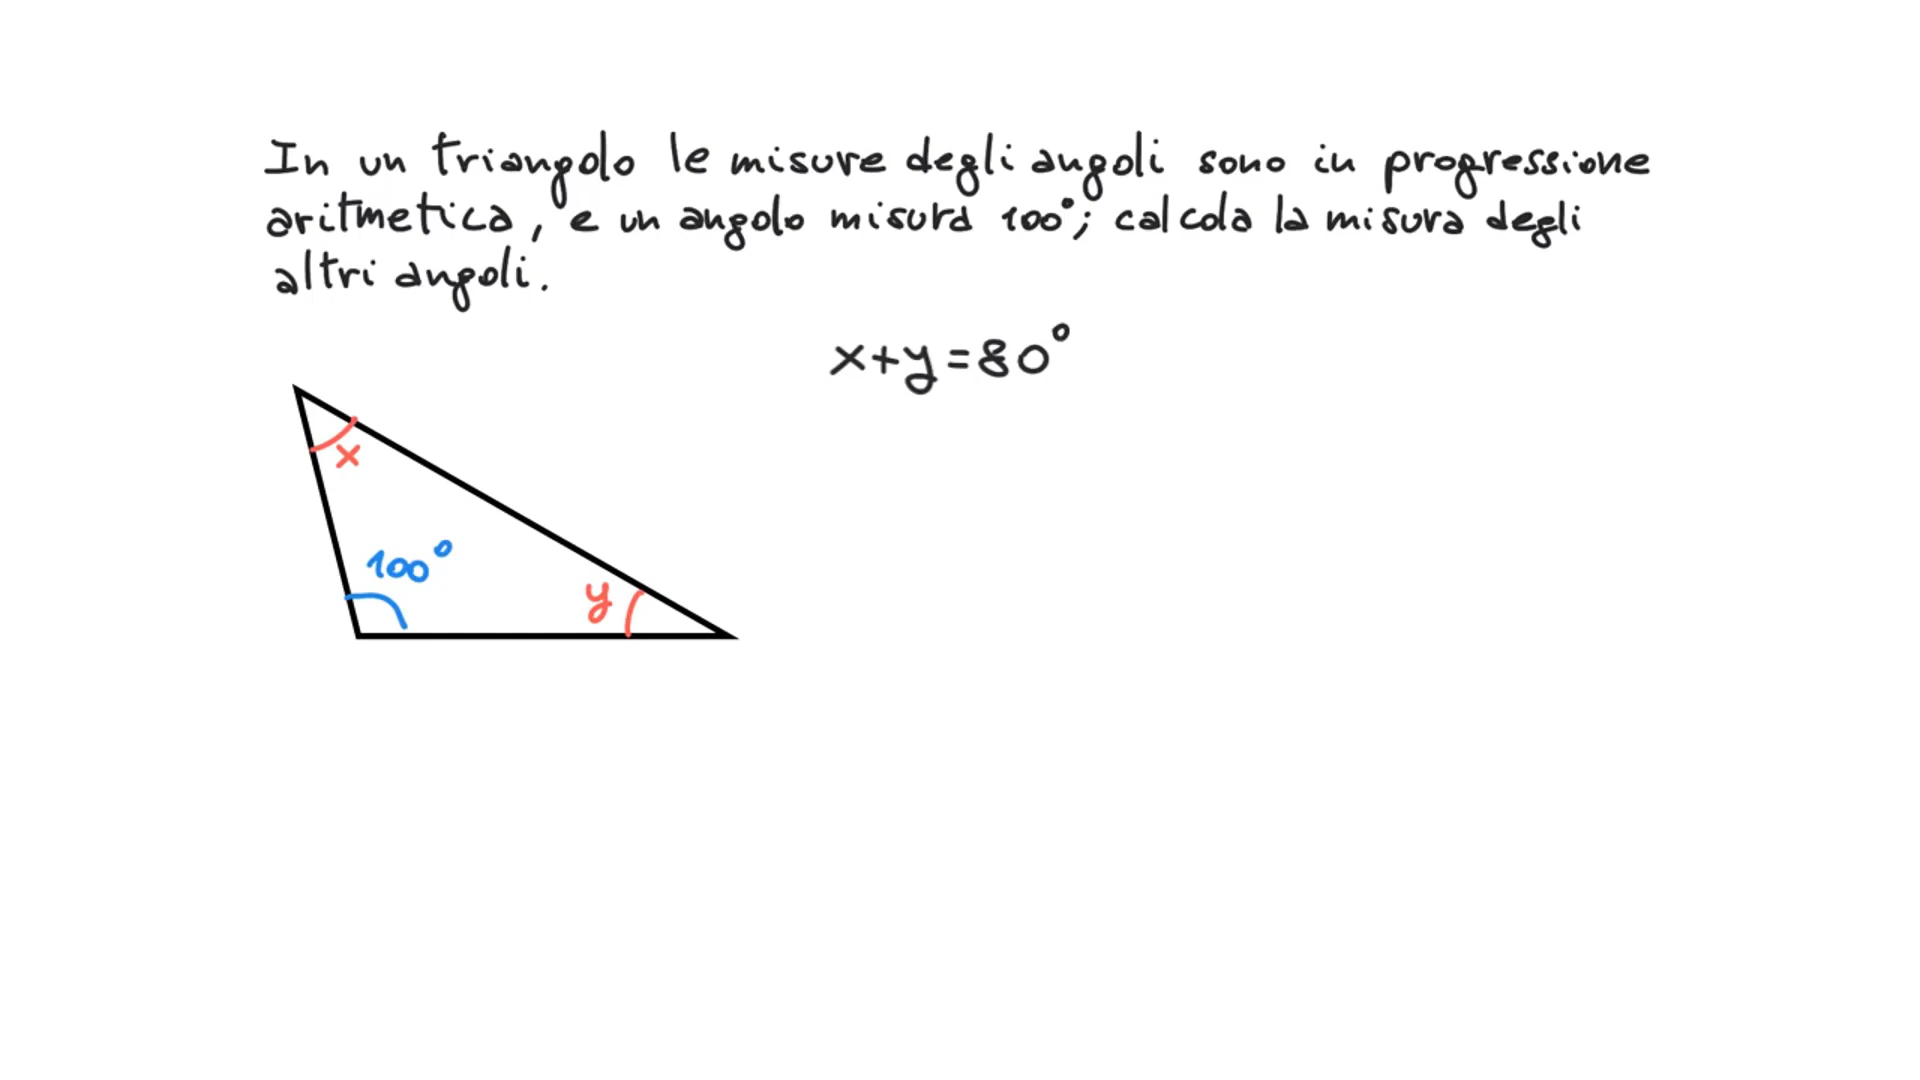 In un triangolo le misure degli angoli sono in progressione
aritmetica, e un angolo misura 100°; calcola la misura degli
altri angoli.
x+y=80°
x
100°
y